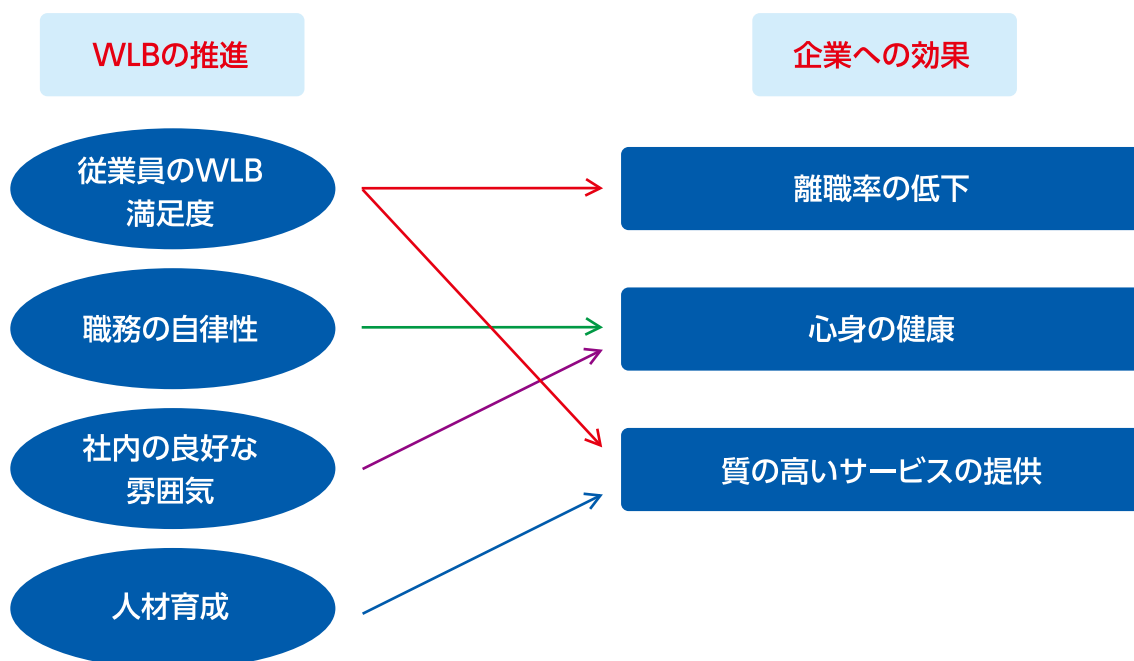 WLBの推進
企業への効果
従業員のWLB
満足度
離職率の低下
職務の自律性
心身の健康
社内の良好な
雰囲気
質の高いサービスの提供
人材育成